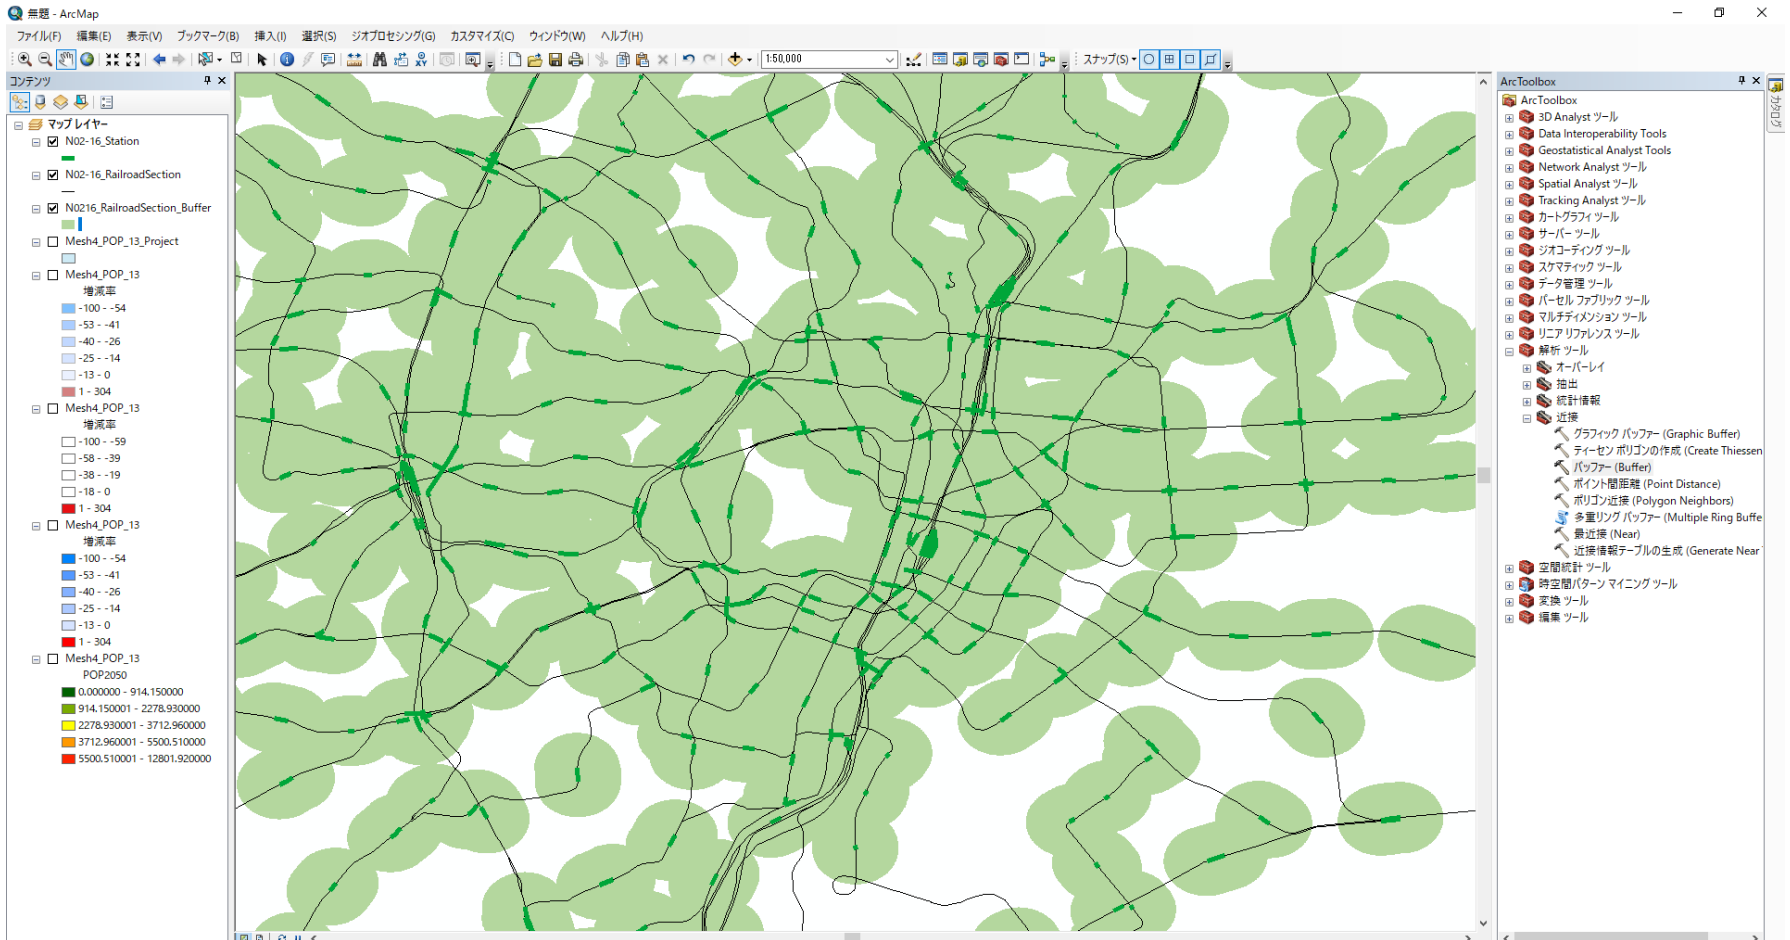 無題 - ArcMap
ファイル(F) 編集(E) 表示(V) ブックマーク(B) 挿入(I) 選択(S) ジオプロセシング(G) カスタマイズ(C) ウィンドウ(W) ヘルプ(H)
1:50,000
スナップ(S)
コンテンツ
マップ レイヤー
N02-16_Station
N02-16_RailroadSection
N0216_RailroadSection_Buffer
Mesh4_POP_13_Project
Mesh4_POP_13
増減率
-100 - -54
-53 - -41
-40 - -26
-25 - -14
-13 - 0
1 - 304
Mesh4_POP_13
増減率
-100 - -59
-58 - -39
-38 - -19
-18 - 0
1 - 304
Mesh4_POP_13
増減率
-100 - -54
-53 - -41
-40 - -26
-25 - -14
-13 - 0
1 - 304
Mesh4_POP_13
POP2050
0.000000 - 914.150000
914.150001 - 2278.930000
2278.930001 - 3712.960000
3712.960001 - 5500.510000
5500.510001 - 12801.920000
ArcToolbox
ArcToolbox
3D Analyst ツール
Data Interoperability Tools
Geostatistical Analyst Tools
Network Analyst ツール
Spatial Analyst ツール
Tracking Analyst ツール
カートグラフィ ツール
サーバー ツール
ジオコーディング ツール
スケマティック ツール
データ管理 ツール
パーセル ファブリック ツール
マルチディメンション ツール
リニア リファレンス ツール
解析 ツール
オーバーレイ
抽出
統計情報
近接
グラフィック バッファー (Graphic Buffer)
ティーセン ポリゴンの作成 (Create Thiessen
バッファー (Buffer)
ポイント間距離 (Point Distance)
ポリゴン近接 (Polygon Neighbors)
多重リング バッファー (Multiple Ring Buffe
最近接 (Near)
近接情報テーブルの生成 (Generate Near
空間統計 ツール
時空間パターン マイニング ツール
変換 ツール
編集 ツール
カタログ